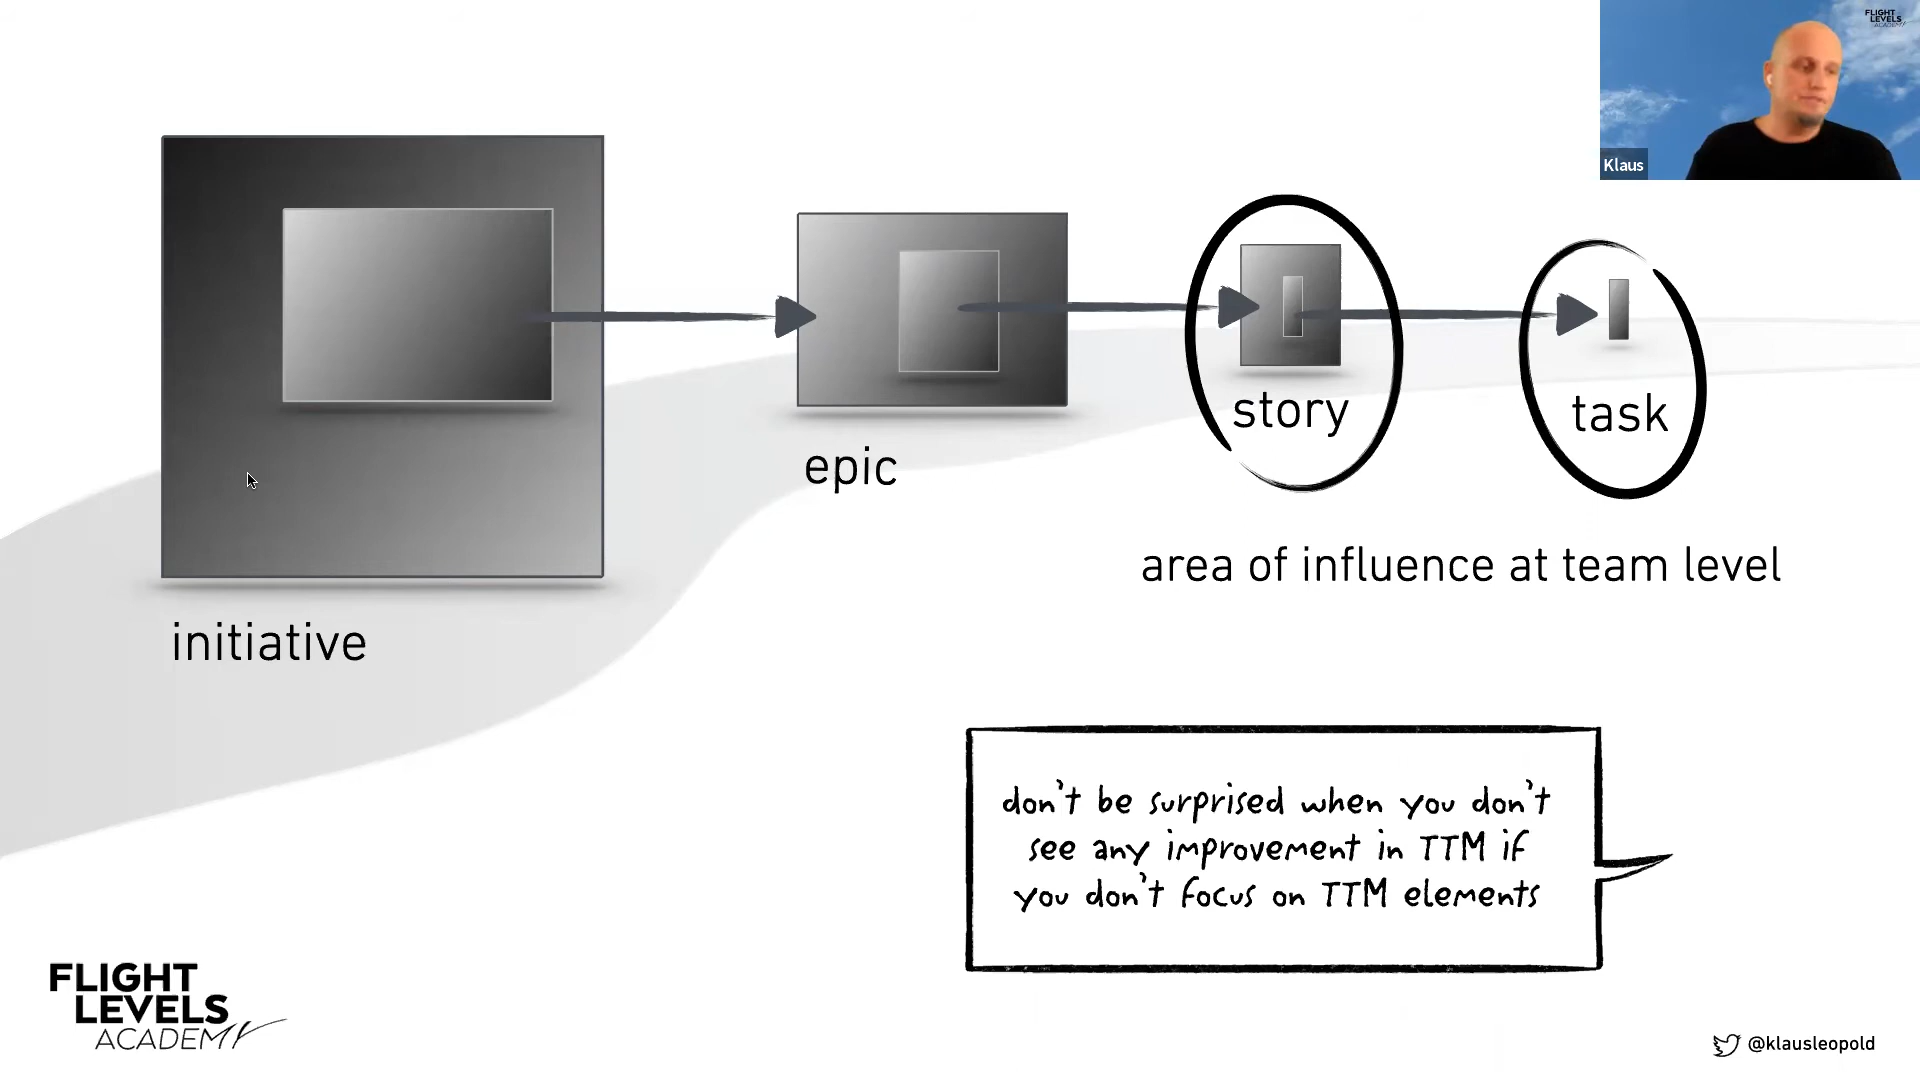 FLIGHT
LEVELS
ACADEMY
Klaus
story
task
epic
area of influence at team level
initiative
don't be surprised when you don't
see any improvement in TTM if
you don't focus on TTM elements
FLIGHT
LEVELS
ACADEMY
@klausleopold